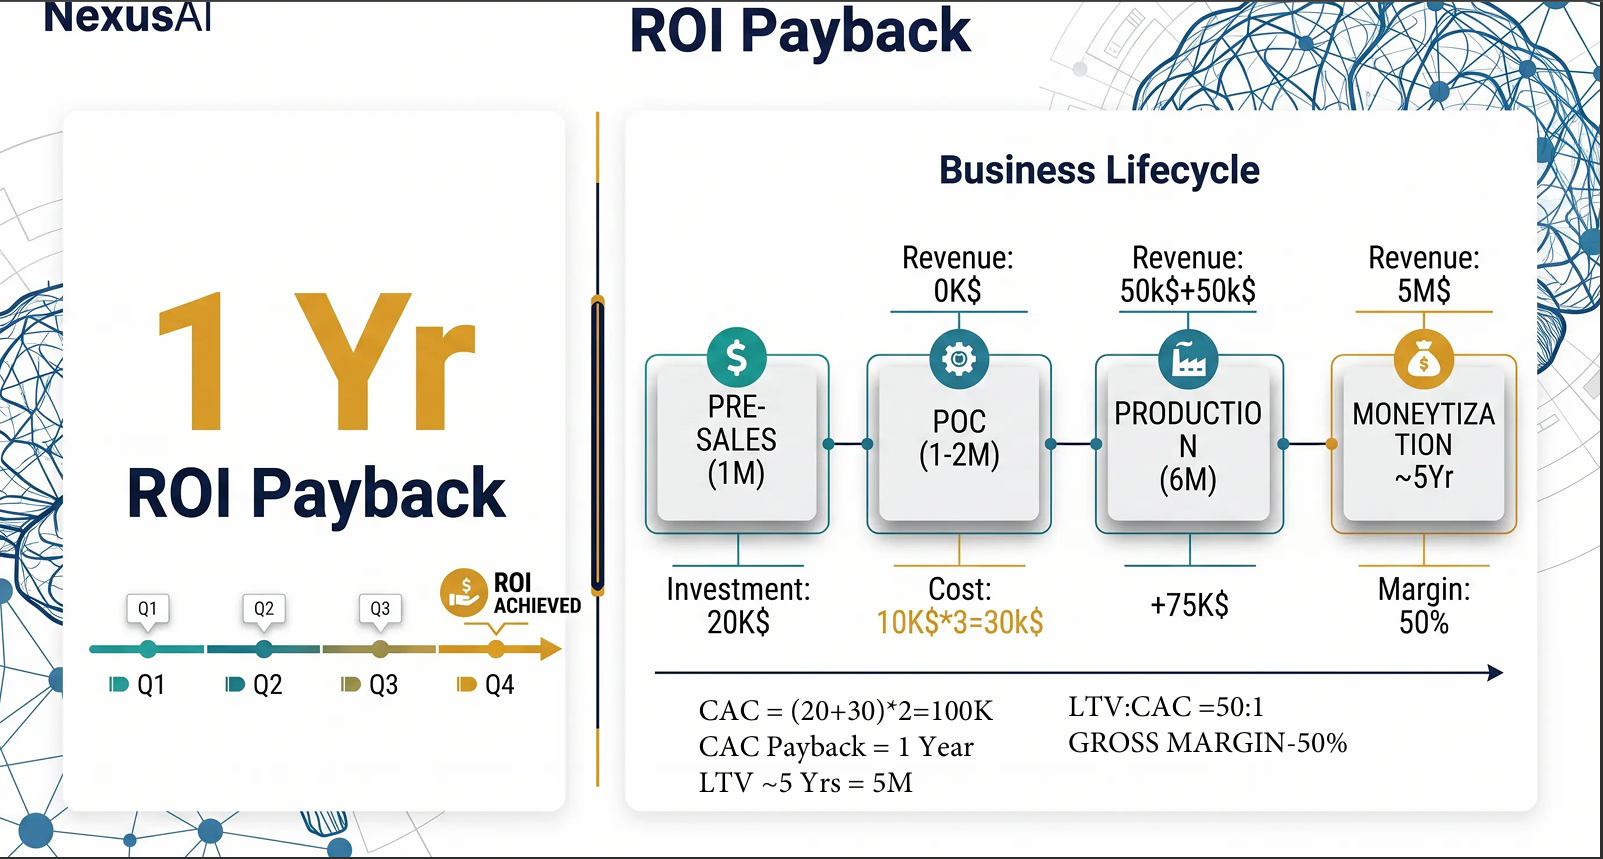 NexusAI
ROI Payback
1 Yr
ROI Payback
ROI
ACHIEVED
Q1
Q2
Q3
Q1
Q2
Q3
Q4
Business Lifecycle
Revenue:
0K$
Revenue:
50k$+50k$
Revenue:
5M$
PRE-
SALES
(1M)
POC
(1-2M)
PRODUCTIO
N
(6M)
MONEYTIZA
TION
~5Yr
Investment:
20K$
Cost:
10K$*3=30k$
+75K$
Margin:
50%
CAC = (20+30)*2=100K
CAC Payback = 1 Year
LTV ~5 Yrs = 5M
LTV:CAC =50:1
GROSS MARGIN-50%